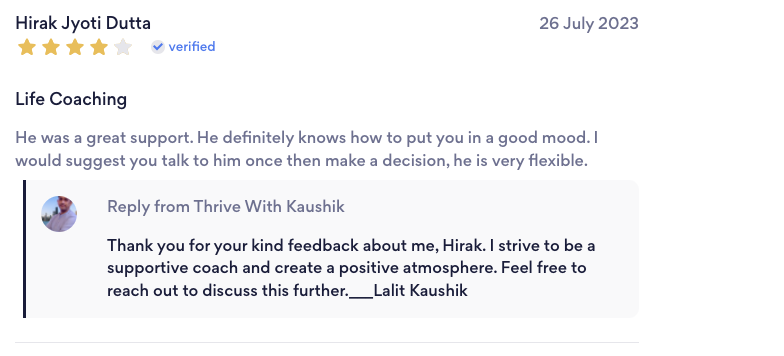 Hirak Jyoti Dutta
26 July 2023
verified
Life Coaching
He was a great support. He definitely knows how to put you in a good mood. I
would suggest you talk to him once then make a decision, he is very flexible.
Reply from Thrive With Kaushik
Thank you for your kind feedback about me, Hirak. I strive to be a
supportive coach and create a positive atmosphere. Feel free to
reach out to discuss this further.___Lalit Kaushik